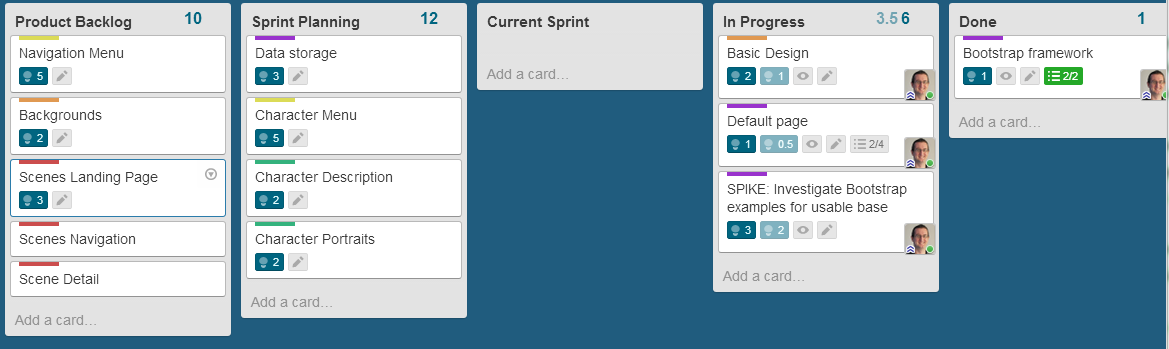 Product Backlog 10
Navigation Menu
5
Backgrounds
2
Scenes Landing Page
3
Scenes Navigation
Scene Detail
Add a card…
Sprint Planning 12
Data storage
3
Character Menu
5
Character Description
2
Character Portraits
2
Add a card…
Current Sprint
Add a card…
In Progress 3.5 6
Basic Design
2 1
Default page
1 0.5 2/4
SPIKE: Investigate Bootstrap
examples for usable base
3 2
Add a card…
Done 1
Bootstrap framework
1 2/2
Add a card…